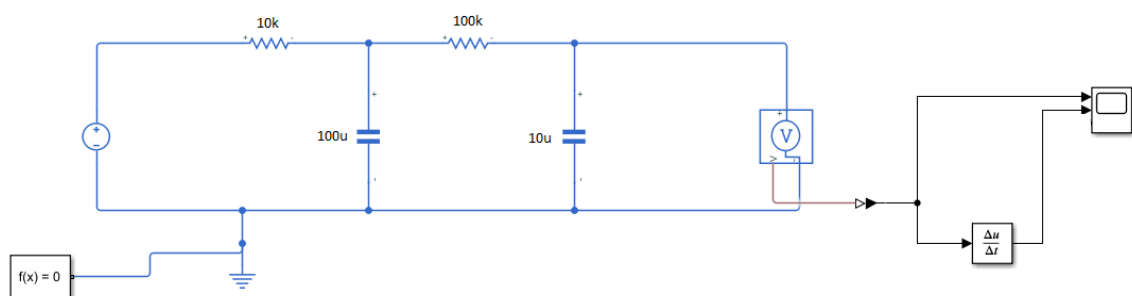 10k
100k
+
-
+
-
+
+
+
+
−
100u
10u
V
V
-
-
-
Δu
Δt
f(x) = 0